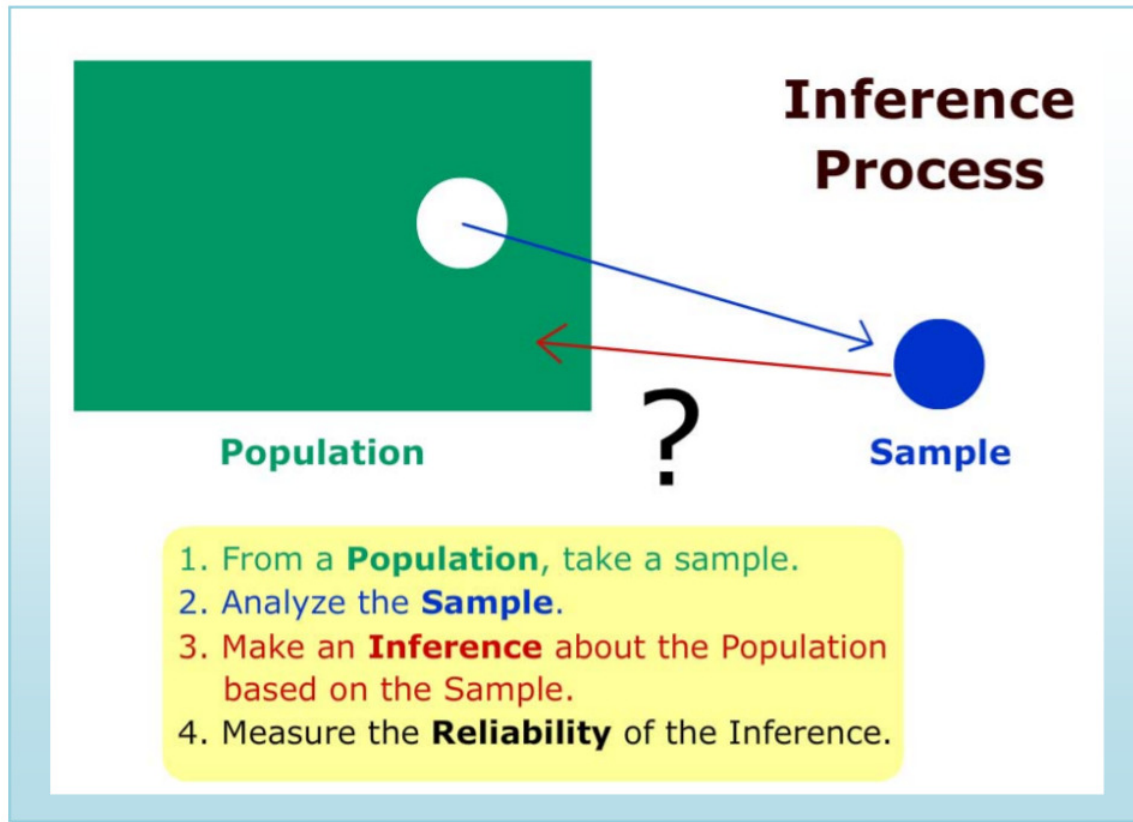 Inference
Process
?
Population
Sample
1. From a Population, take a sample.
2. Analyze the Sample.
3. Make an Inference about the Population
based on the Sample.
4. Measure the Reliability of the Inference.